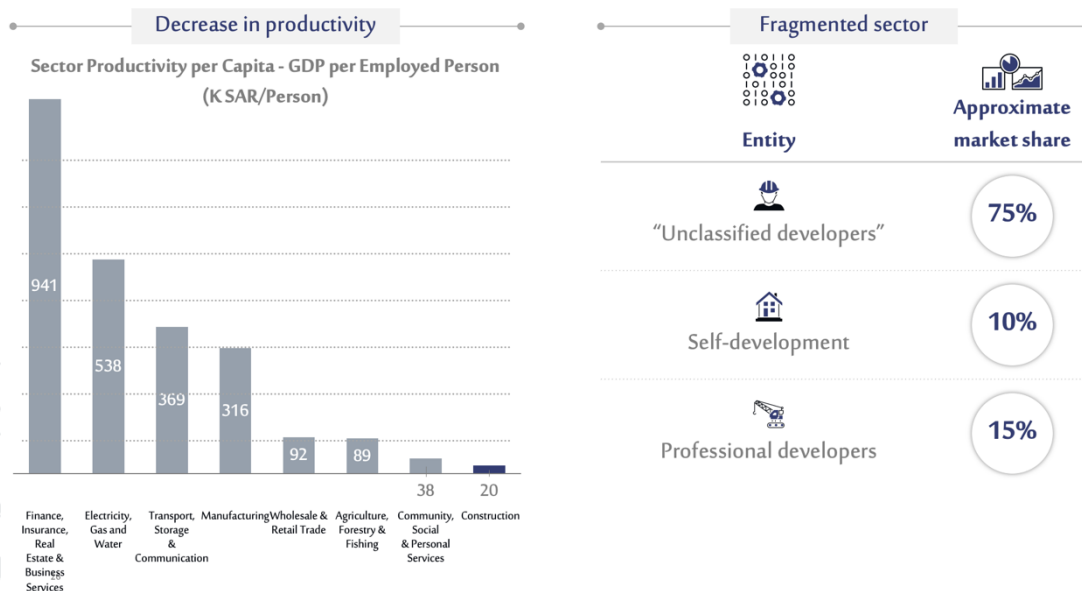 Decrease in productivity
Sector Productivity per Capita - GDP per Employed Person
(K SAR/Person)
941
538
369
316
92
89
38
20
Finance,
Insurance,
Real
Estate &
Business
Services
Electricity,
Gas and
Water
Transport,
Storage
&
Communication
Manufacturing
Wholesale &
Retail Trade
Agriculture,
Forestry &
Fishing
Community,
Social
& Personal
Services
Construction
Fragmented sector
Entity
Approximate
market share
“Unclassified developers”
75%
Self-development
10%
Professional developers
15%